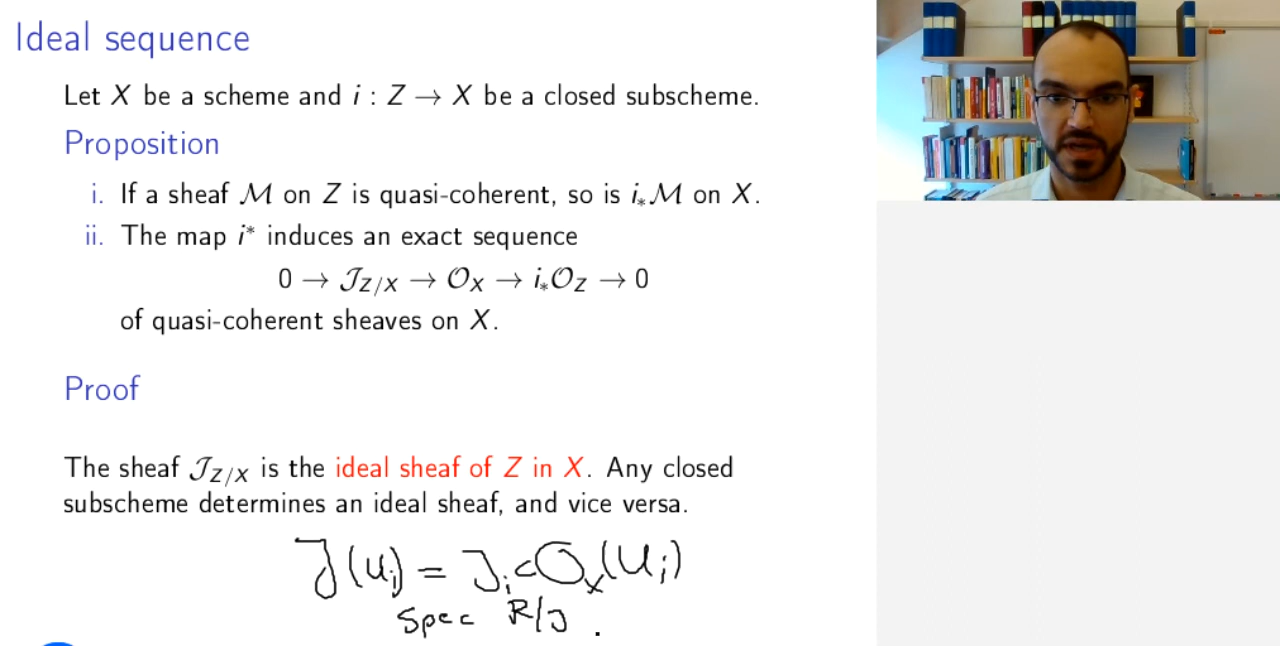 Ideal sequence
Let X be a scheme and i : Z → X be a closed subscheme.
Proposition
i. If a sheaf ℳ on Z is quasi-coherent, so is i∗ℳ on X.
ii. The map i* induces an exact sequence
0 → 𝒥_{Z/X} → 𝒪_X → i∗𝒪_Z → 0
of quasi-coherent sheaves on X.
Proof
The sheaf 𝒥_{Z/X} is the ideal sheaf of Z in X. Any closed
subscheme determines an ideal sheaf, and vice versa.
J(U_i) = J_i ⊂ O_X(U_i)
Spec R/J .